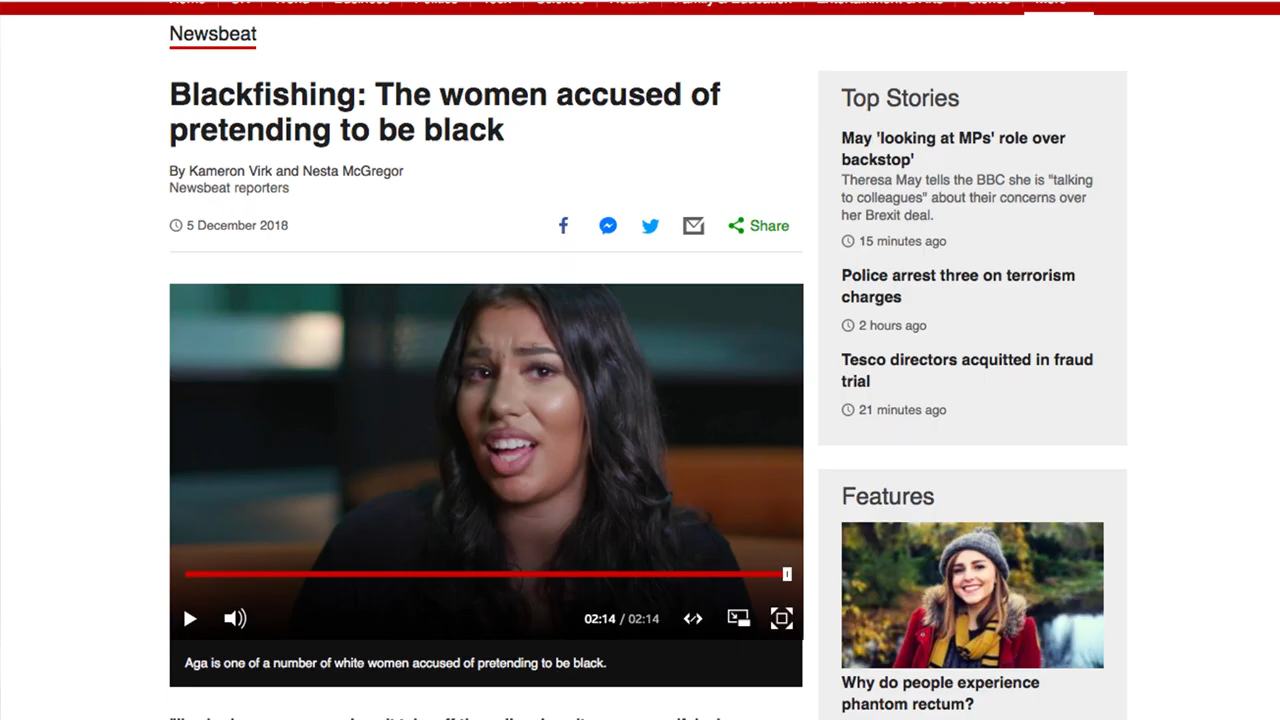 Newsbeat
Blackfishing: The women accused of
pretending to be black
By Kameron Virk and Nesta McGregor
Newsbeat reporters
5 December 2018
Share
02:14 / 02:14
Aga is one of a number of white women accused of pretending to be black.
Top Stories
May 'looking at MPs' role over
backstop'
Theresa May tells the BBC she is "talking
to colleagues" about their concerns over
her Brexit deal.
15 minutes ago
Police arrest three on terrorism
charges
2 hours ago
Tesco directors acquitted in fraud
trial
21 minutes ago
Features
Why do people experience
phantom rectum?